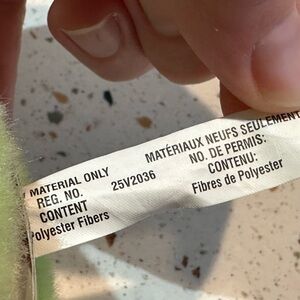 MATERIAL ONLY
REG. NO. 25V2036
CONTENT
Polyester Fibers
MATÉRIAUX NEUFS SEULEMENT
NO. DE PERMIS:
CONTENU:
Fibres de Polyester